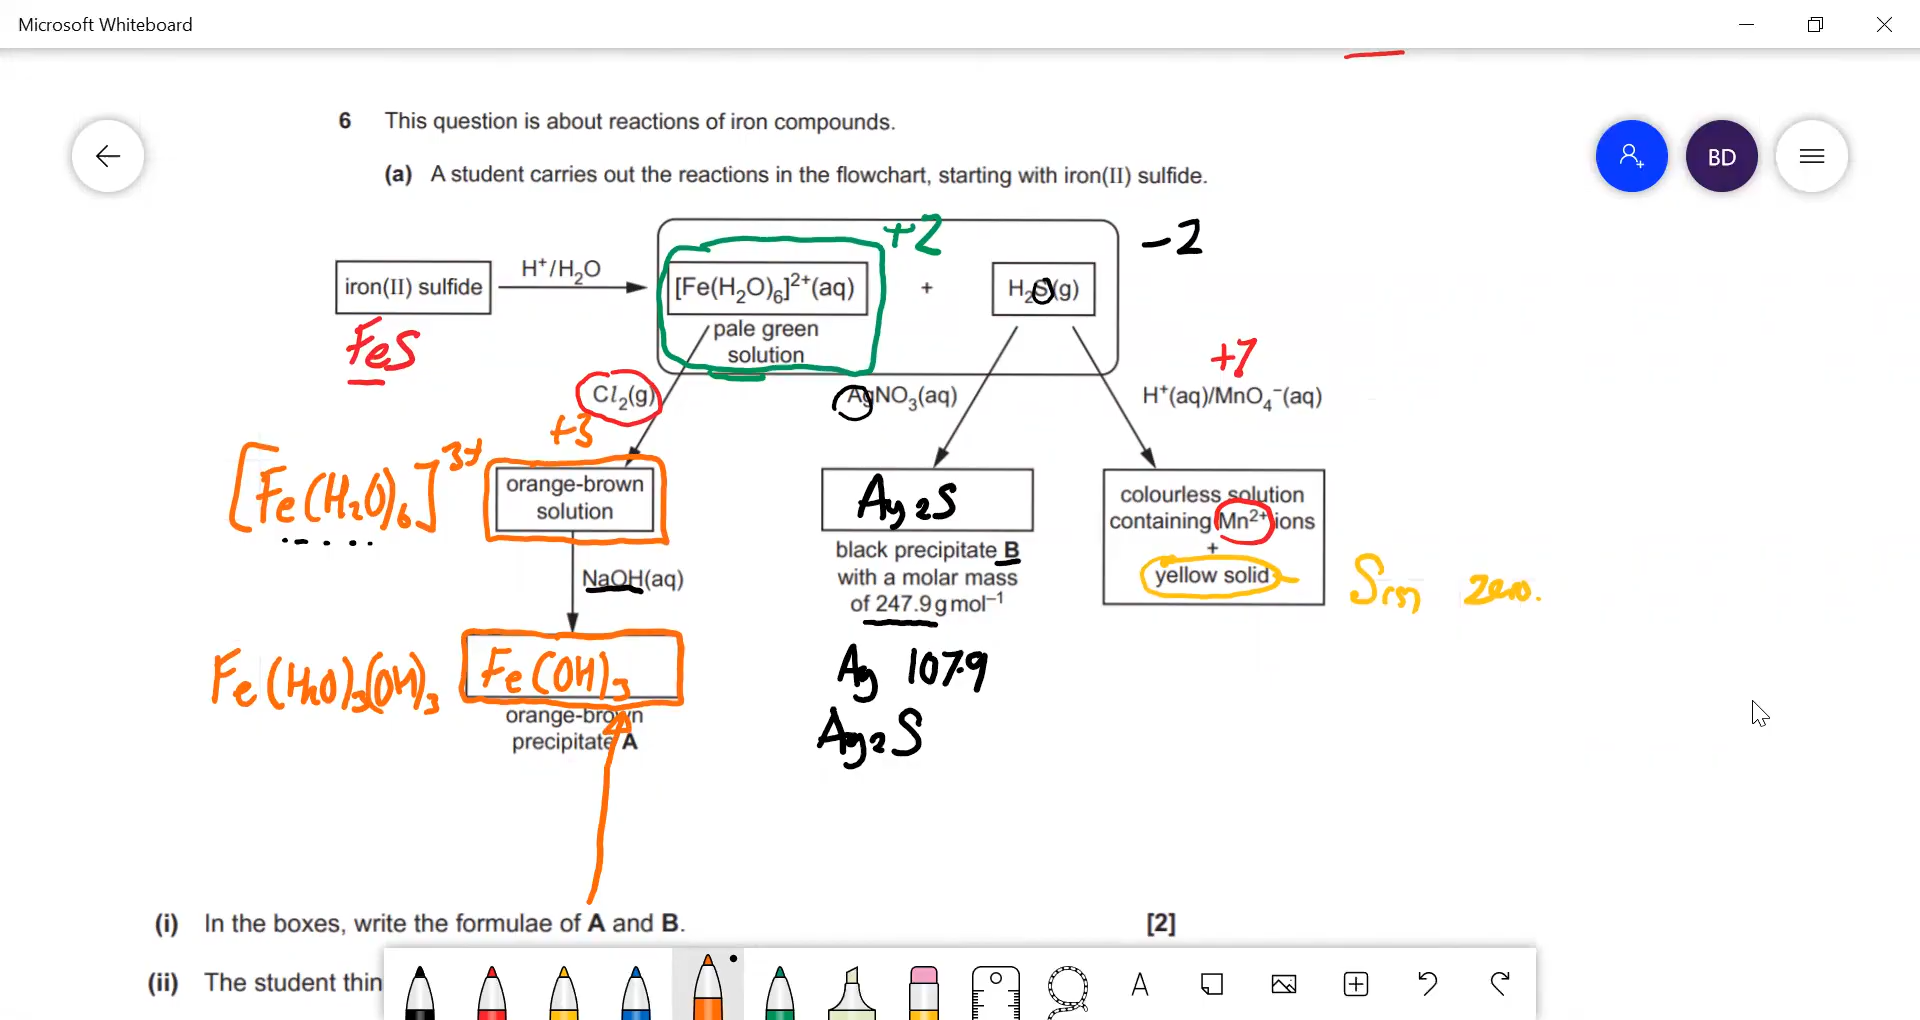 Microsoft Whiteboard
6 This question is about reactions of iron compounds.
BD
(a) A student carries out the reactions in the flowchart, starting with iron(II) sulfide.
+2
-2
iron(II) sulfide
H⁺/H₂O
[Fe(H₂O)₆]²⁺(aq)
+
H₂S(g)
pale green
solution
FeS
+7
Cl₂(g)
AgNO₃(aq)
H⁺(aq)/MnO₄⁻(aq)
+3
[Fe(H₂O)₆]³⁺
orange-brown
solution
Ag₂S
colourless solution
containing Mn²⁺ ions
+
yellow solid
S(s) zero.
black precipitate B
with a molar mass
of 247.9 g mol⁻¹
NaOH(aq)
Fe(H₂O)₃(OH)₃
Fe(OH)₃
Ag 107.9
orange-brown
precipitate A
Ag₂S
(i) In the boxes, write the formulae of A and B.
[2]
(ii) The student thin
A